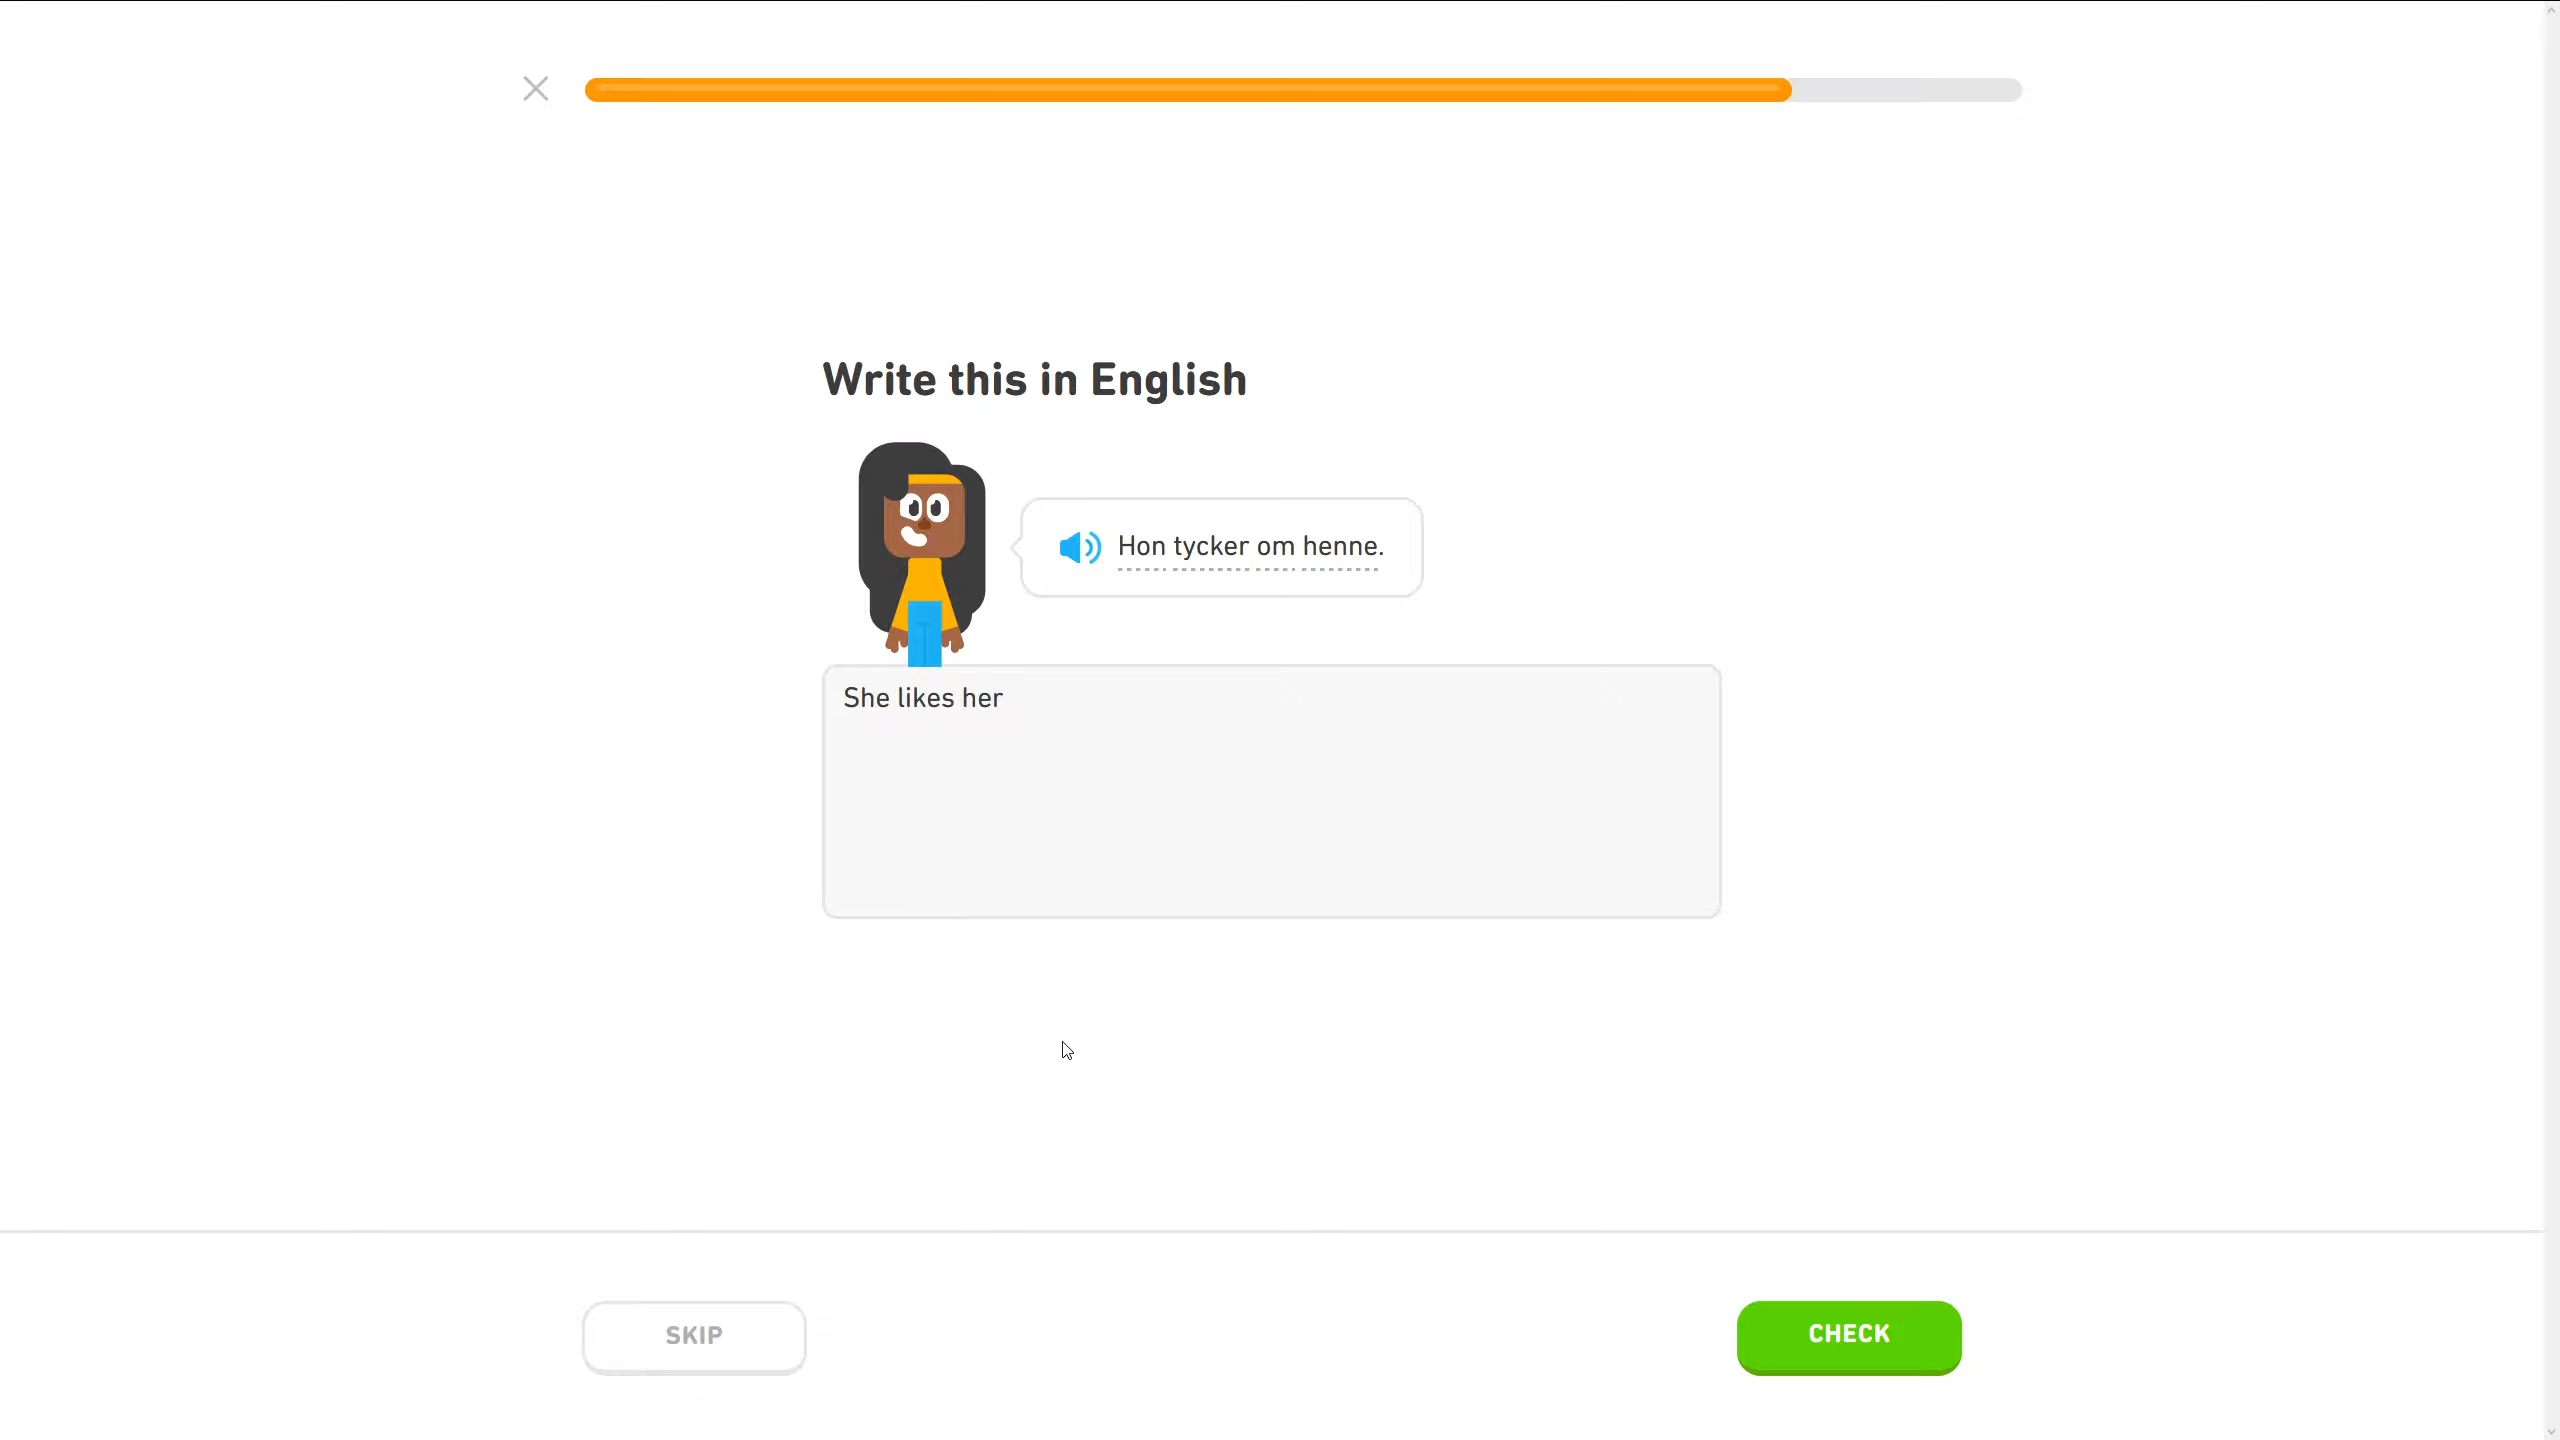 Write this in English
Hon tycker om henne.
She likes her
SKIP
CHECK